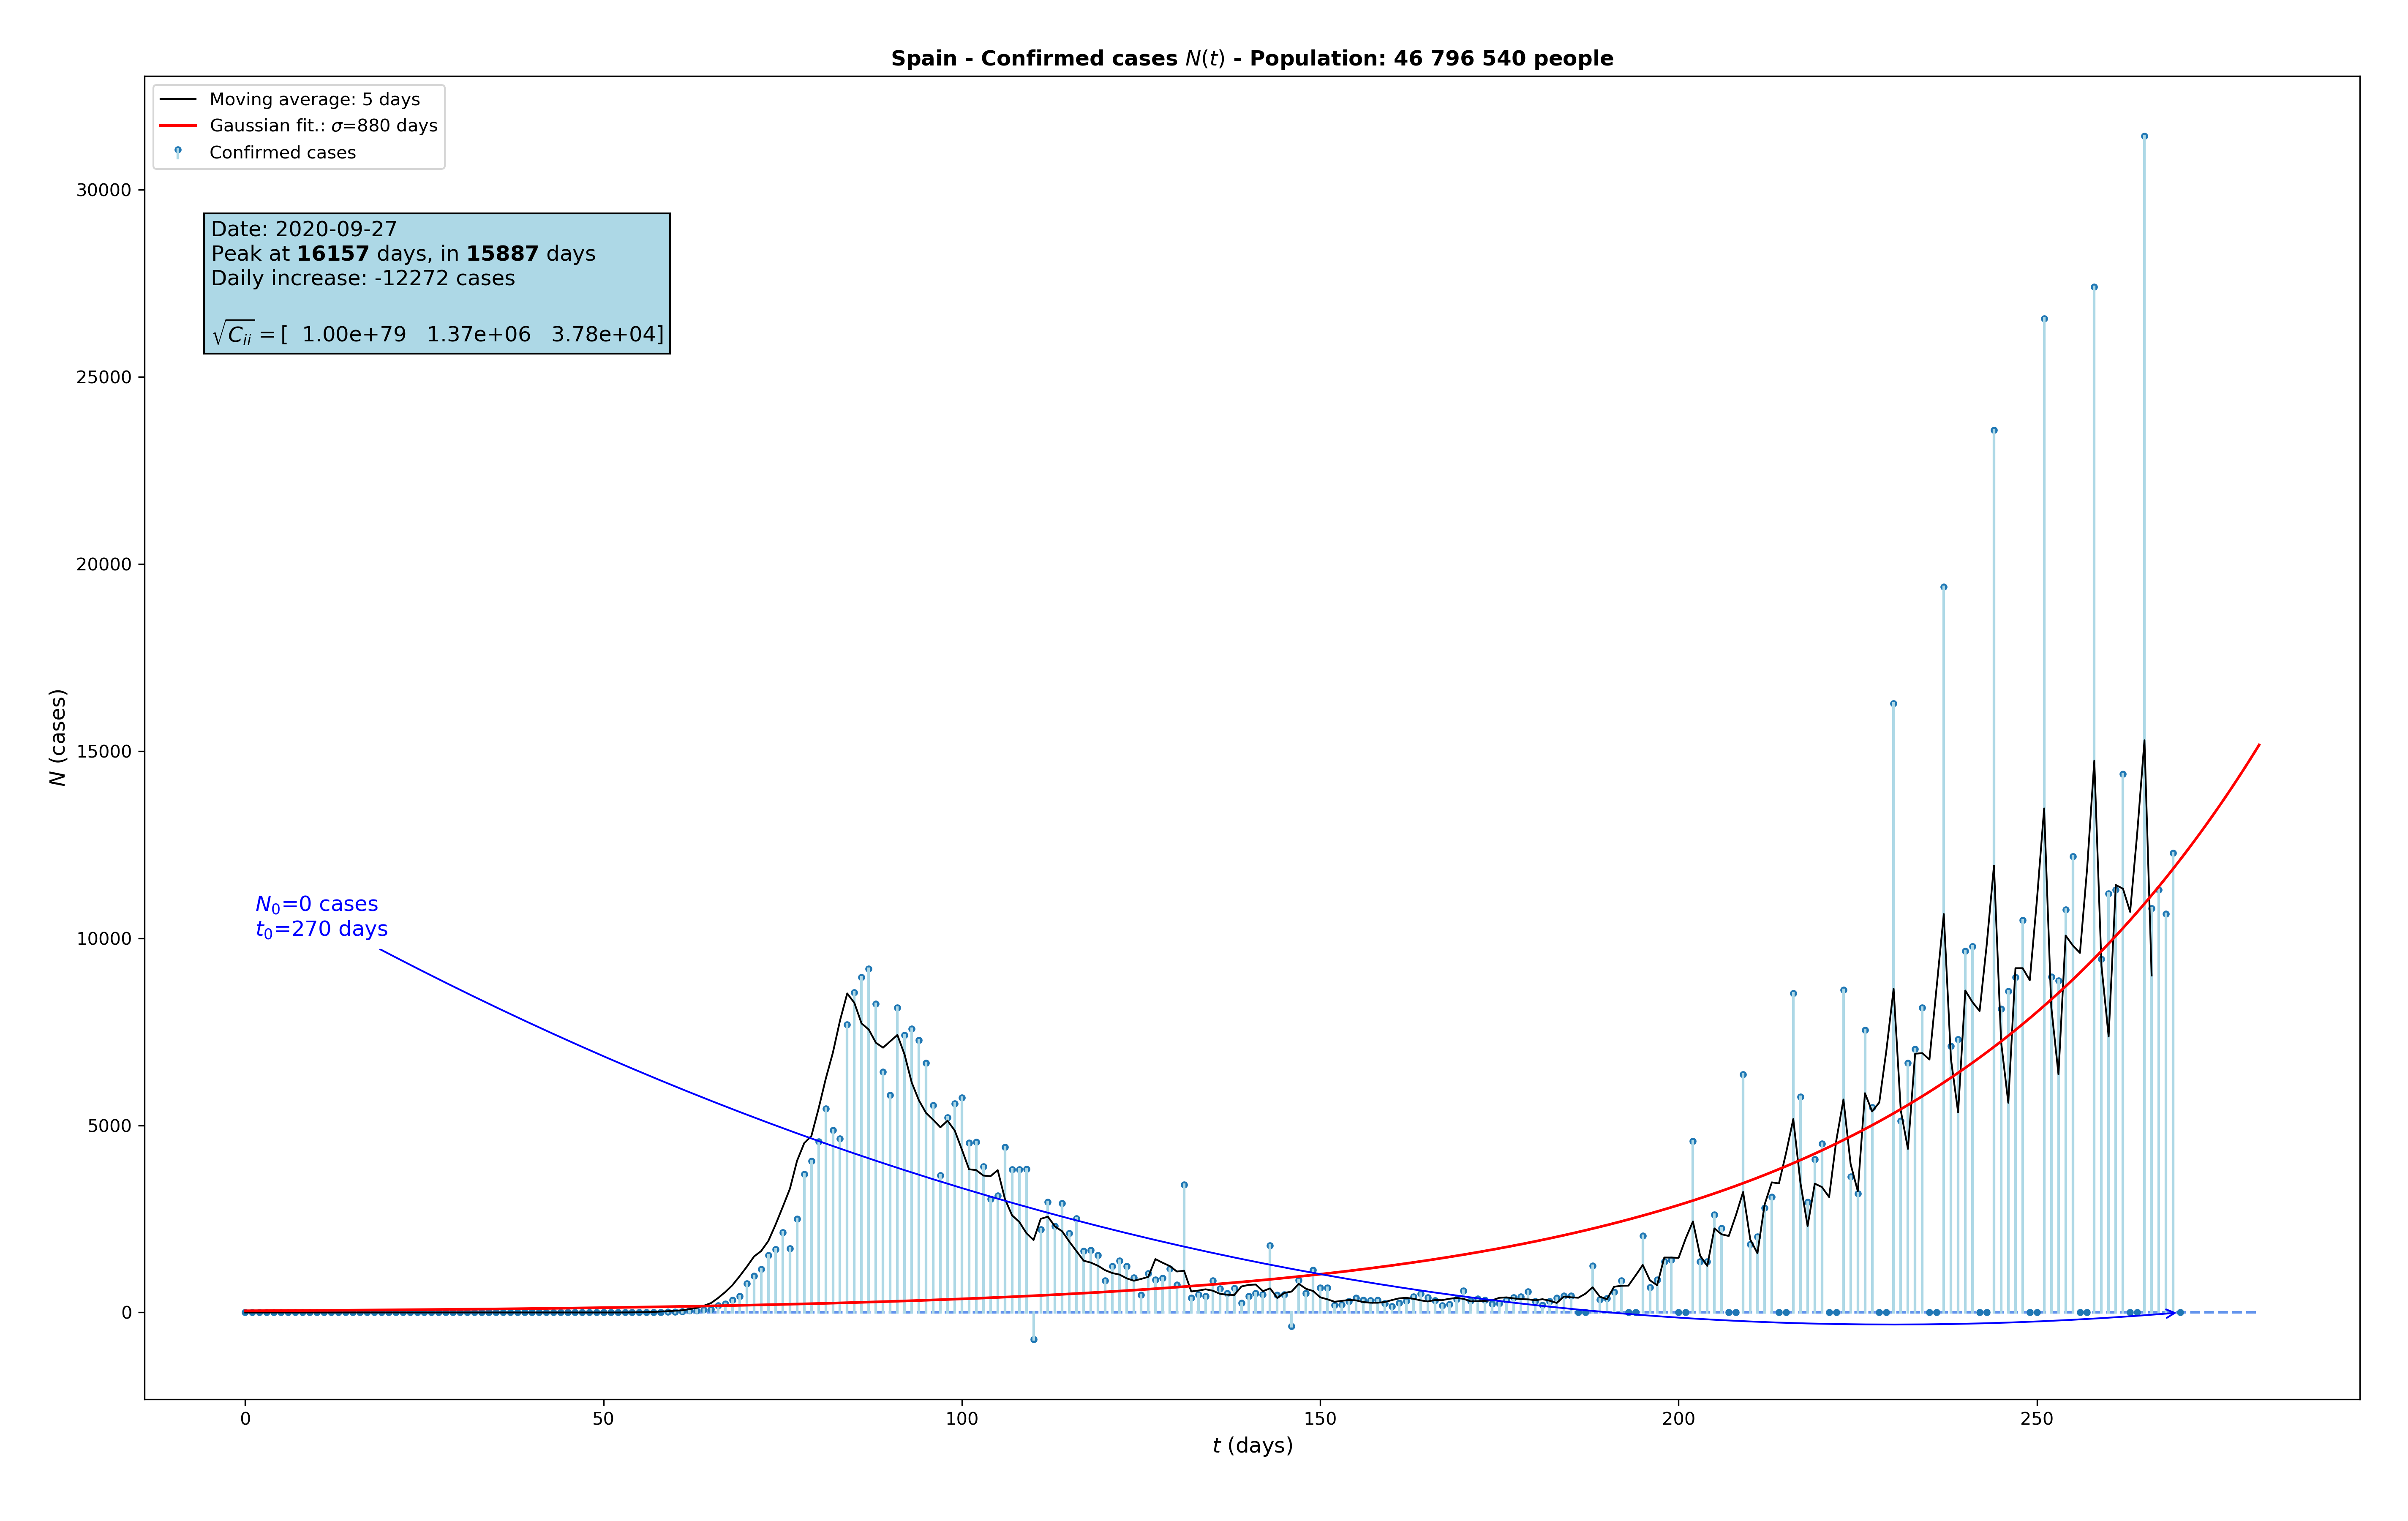 Spain - Confirmed cases N(t) - Population: 46 796 540 people
Moving average: 5 days
Gaussian fit.: σ=880 days
Confirmed cases
Date: 2020-09-27
Peak at 16157 days, in 15887 days
Daily increase: -12272 cases
√C_ii = [ 1.00e+79 1.37e+06 3.78e+04]
N₀=0 cases
t₀=270 days
N (cases)
30000
25000
20000
15000
10000
5000
0
0 50 100 150 200 250
t (days)